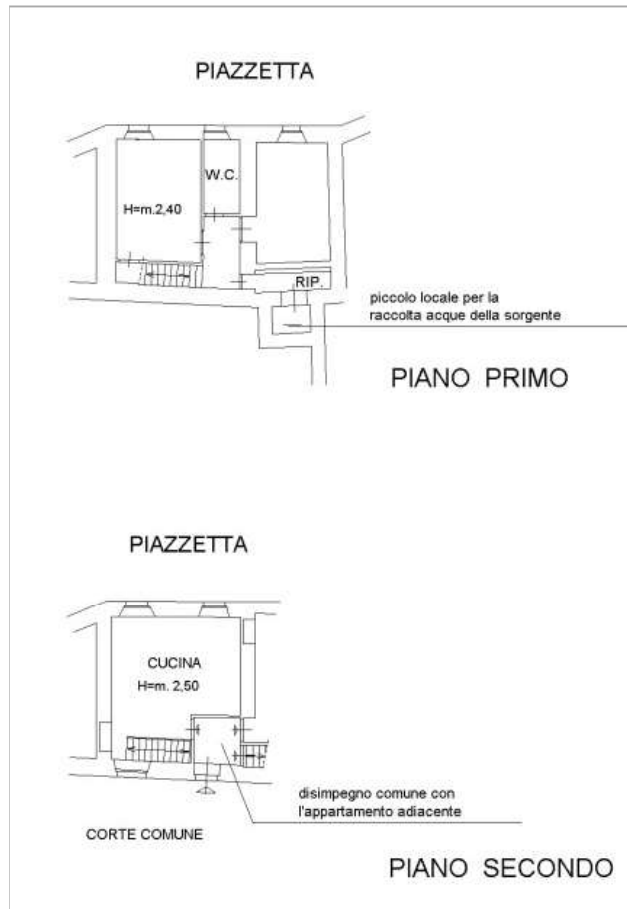 PIAZZETTA
W.C.
H=m.2,40
RIP.
piccolo locale per la
raccolta acque della sorgente
PIANO PRIMO
PIAZZETTA
CUCINA
H=m. 2,50
disimpegno comune con
l'appartamento adiacente
CORTE COMUNE
PIANO SECONDO